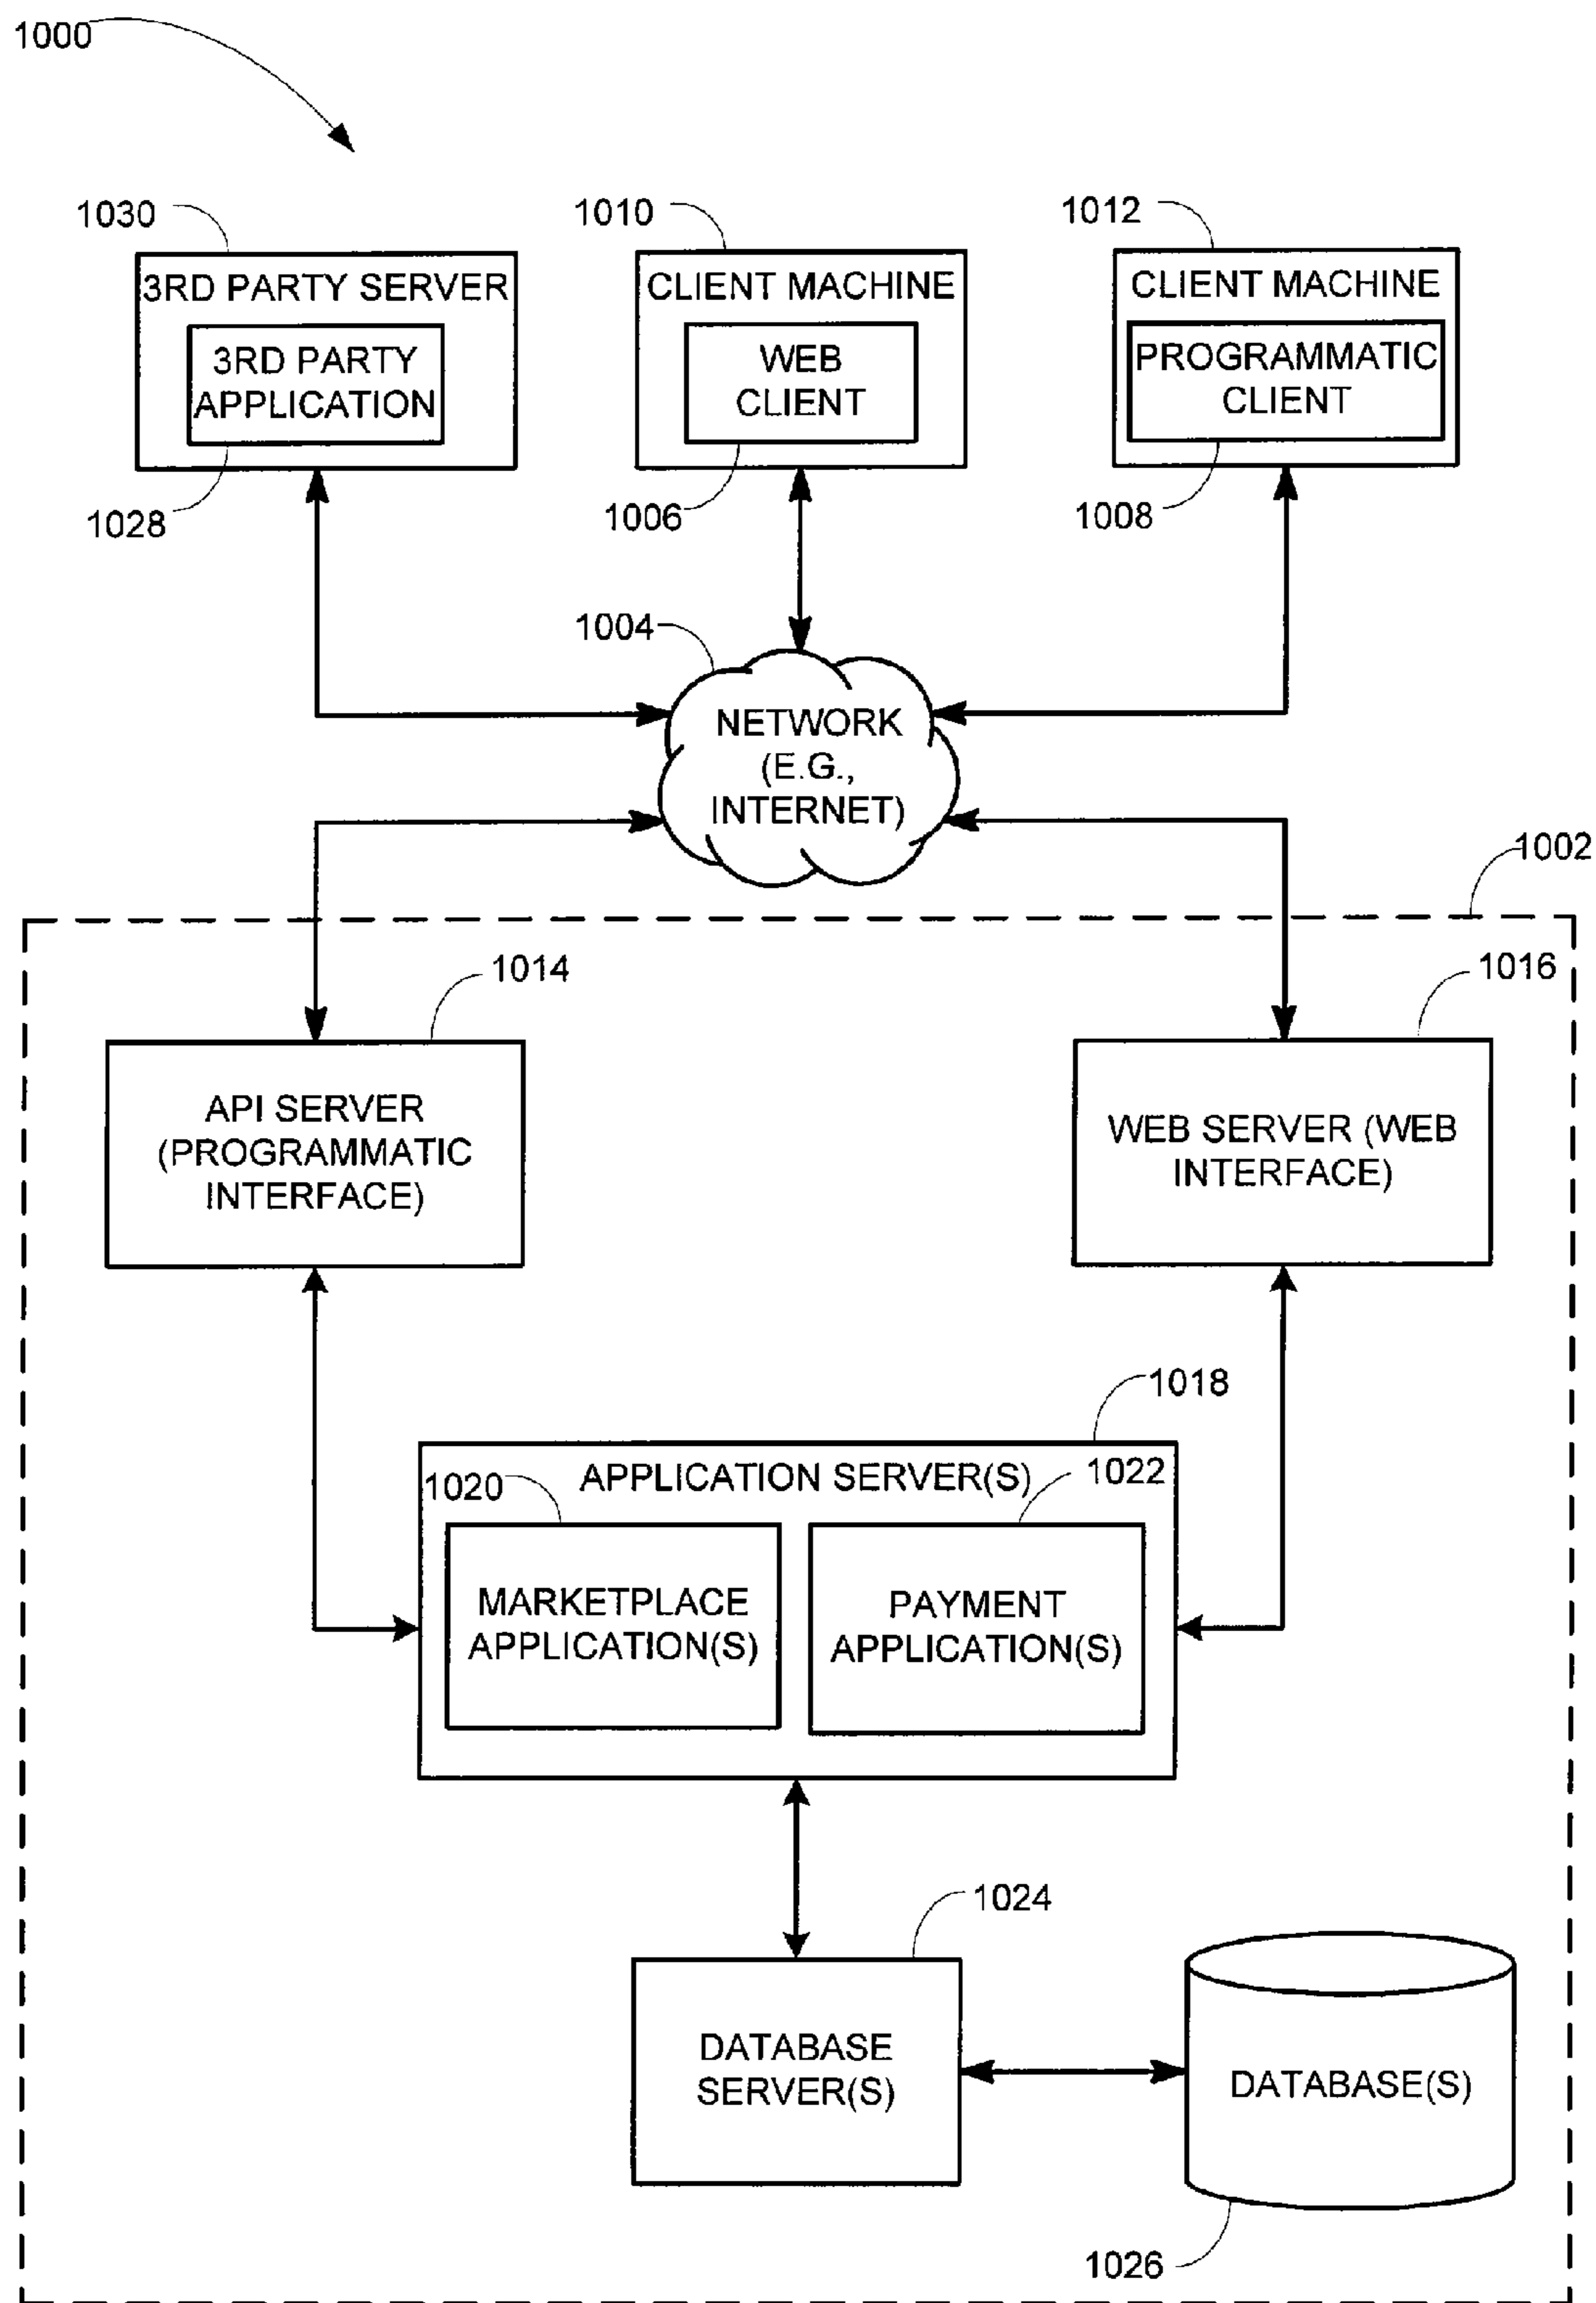 1000
1030
1010
1012
3RD PARTY SERVER
3RD PARTY
APPLICATION
1028
CLIENT MACHINE
WEB
CLIENT
1006
CLIENT MACHINE
PROGRAMMATIC
CLIENT
1008
1004
NETWORK
(E.G.,
INTERNET)
1002
1014
1016
API SERVER
(PROGRAMMATIC
INTERFACE)
WEB SERVER (WEB
INTERFACE)
1018
APPLICATION SERVER(S)
1020
1022
MARKETPLACE
APPLICATION(S)
PAYMENT
APPLICATION(S)
1024
DATABASE
SERVER(S)
DATABASE(S)
1026